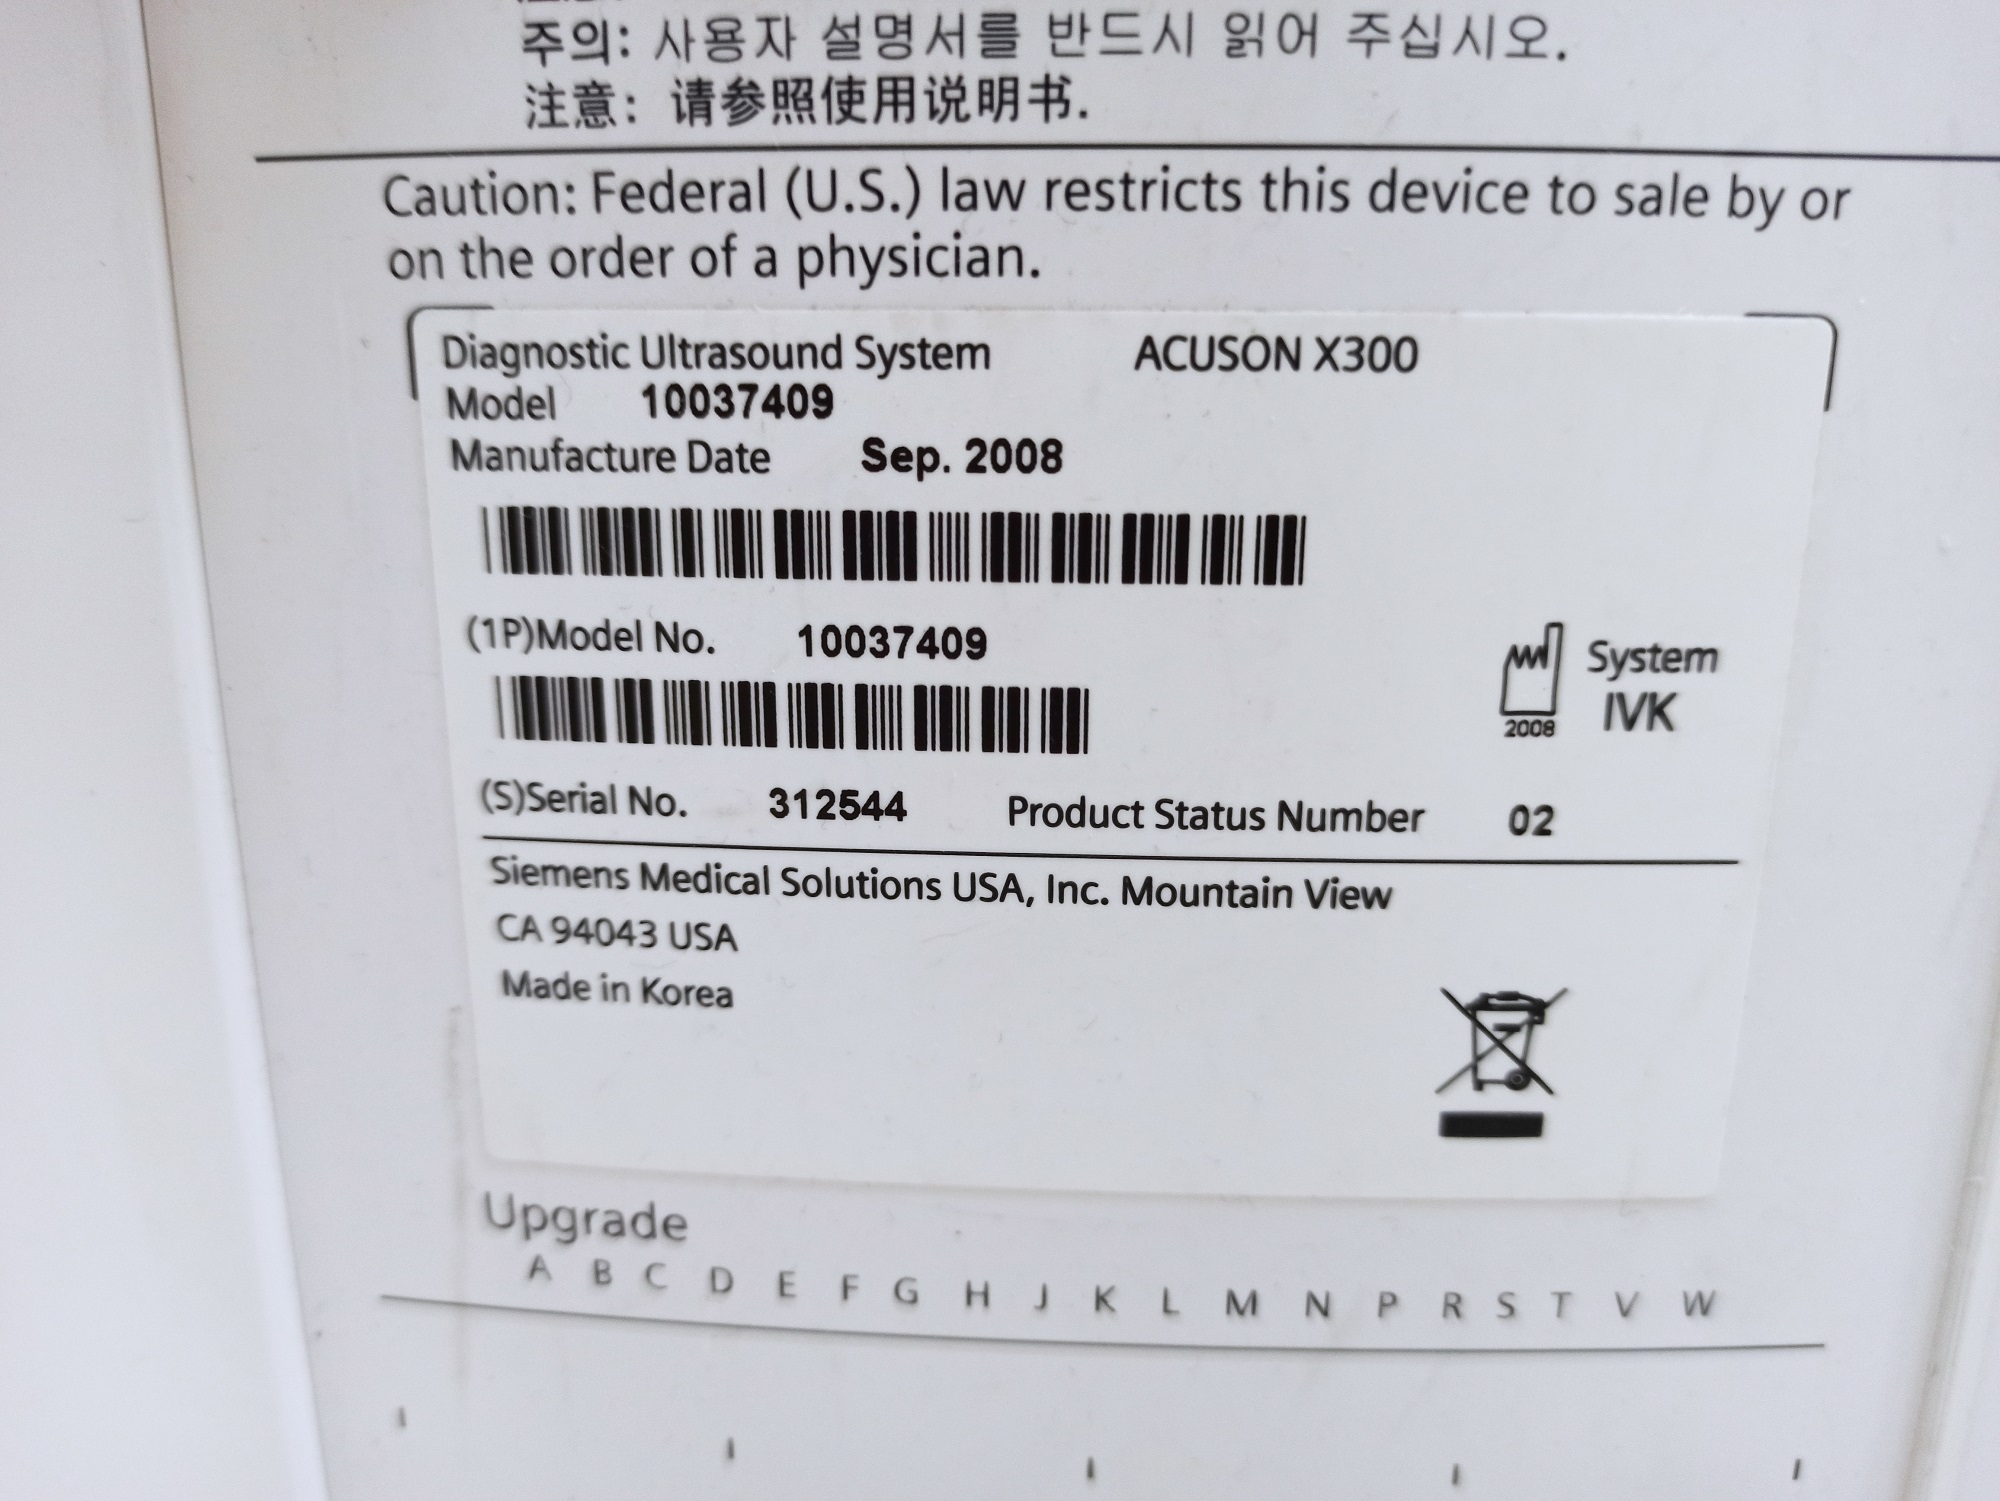 주의: 사용자 설명서를 반드시 읽어 주십시오.
注意: 请参照使用说明书.
Caution: Federal (U.S.) law restricts this device to sale by or
on the order of a physician.
Diagnostic Ultrasound System ACUSON X300
Model 10037409
Manufacture Date Sep. 2008
(1P)Model No. 10037409
System
IVK
2008
(S)Serial No. 312544 Product Status Number 02
Siemens Medical Solutions USA, Inc. Mountain View
CA 94043 USA
Made in Korea
Upgrade
A B C D E F G H J K L M N P R S T V W